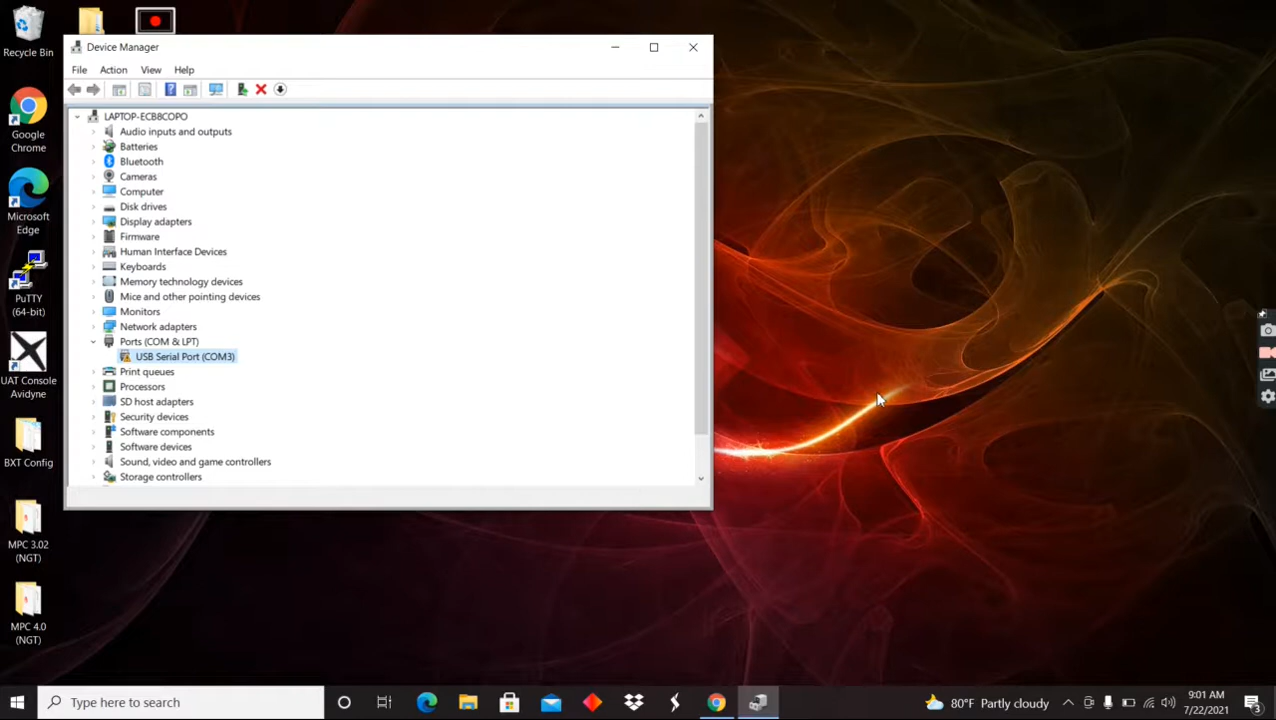 Recycle Bin
Google
Chrome
Microsoft
Edge
PuTTY
(64-bit)
UAT Console
Avidyne
BXT Config
MPC 3.02
(NGT)
MPC 4.0
(NGT)
Device Manager
File Action View Help
LAPTOP-ECB8COPO
Audio inputs and outputs
Batteries
Bluetooth
Cameras
Computer
Disk drives
Display adapters
Firmware
Human Interface Devices
Keyboards
Memory technology devices
Mice and other pointing devices
Monitors
Network adapters
Ports (COM & LPT)
USB Serial Port (COM3)
Print queues
Processors
SD host adapters
Security devices
Software components
Software devices
Sound, video and game controllers
Storage controllers
Type here to search
80°F Partly cloudy
9:01 AM
7/22/2021
3